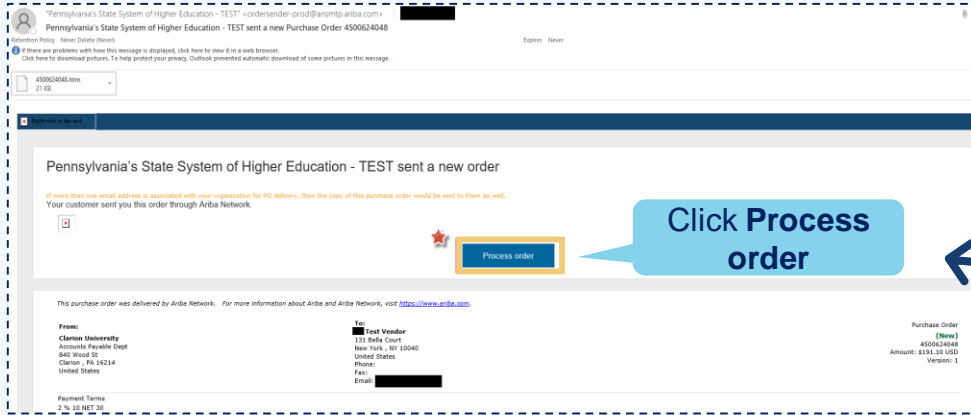 "Pennsylvania's State System of Higher Education - TEST" <ordersender-prod@ansmtp.ariba.com>
Pennsylvania's State System of Higher Education - TEST sent a new Purchase Order 4500624048
Retention Policy Never Delete (Never)
Expires Never
If there are problems with how this message is displayed, click here to view it in a web browser.
Click here to download pictures. To help protect your privacy, Outlook prevented automatic download of some pictures in this message.
4500624048.htm
21 KB
Right-click or tap and
Pennsylvania's State System of Higher Education - TEST sent a new order
If more than one email address is associated with your organization for PO delivery, then the copy of this purchase order would be sent to them as well.
Your customer sent you this order through Ariba Network.
Process order
Click Process
order
This purchase order was delivered by Ariba Network. For more information about Ariba and Ariba Network, visit https://www.ariba.com.
From:
Clarion University
Accounts Payable Dept
840 Wood St
Clarion , PA 16214
United States
To:
Test Vendor
131 Bella Court
New York , NY 10040
United States
Phone:
Fax:
Email:
Purchase Order
(New)
4500624048
Amount: $191.10 USD
Version: 1
Payment Terms
2 % 10 NET 30